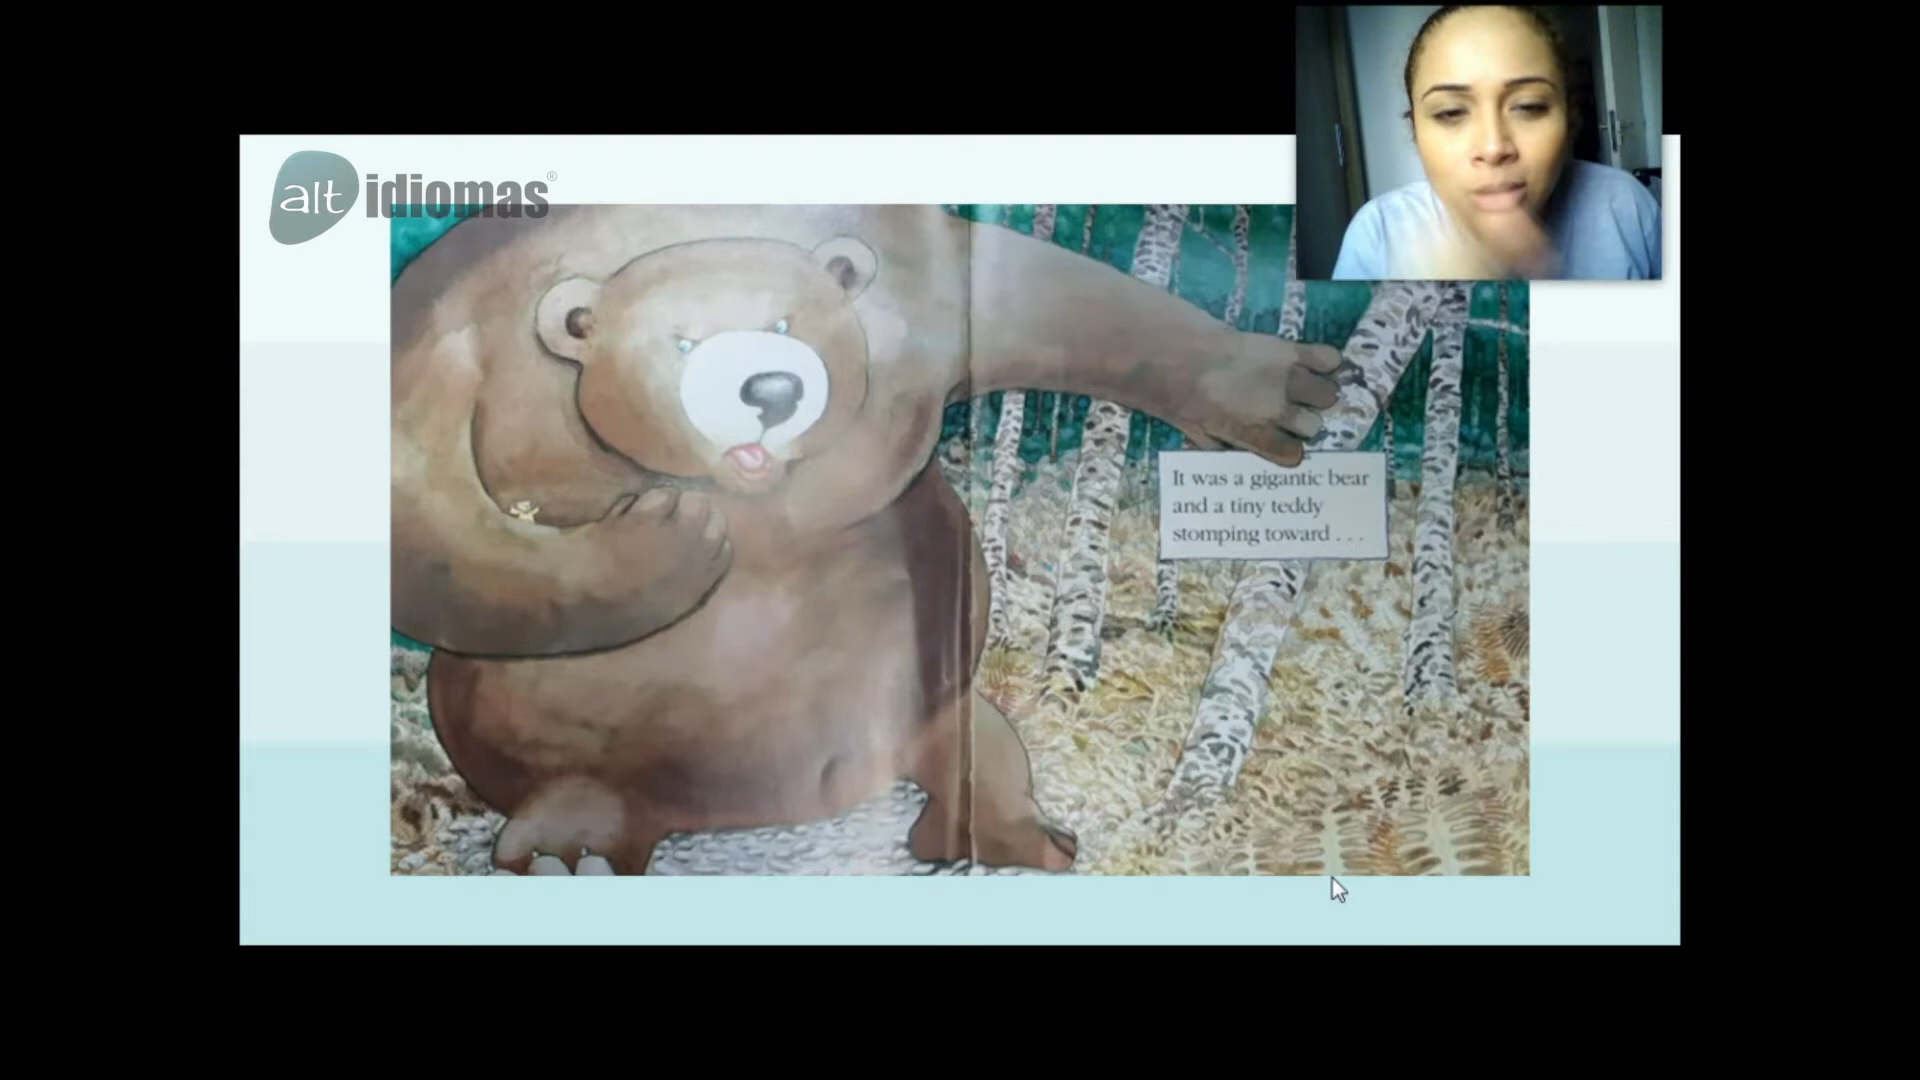 alt idiomas®
It was a gigantic bear
and a tiny teddy
stomping toward . . .